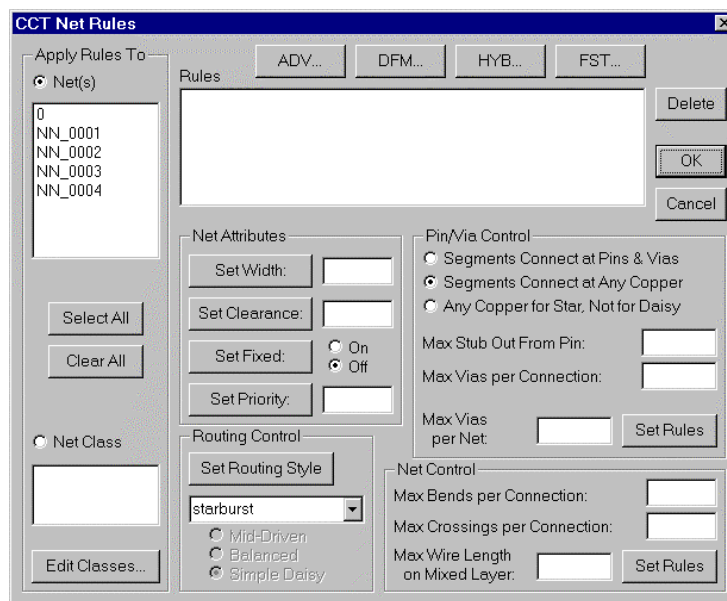 CCT Net Rules
Apply Rules To
Net(s)
0
NN_0001
NN_0002
NN_0003
NN_0004
Select All
Clear All
Net Class
Edit Classes...
ADV...
DFM...
HYB...
FST...
Rules
Delete
OK
Cancel
Net Attributes
Set Width:
Set Clearance:
Set Fixed:
On
Off
Set Priority:
Routing Control
Set Routing Style
starburst
Mid-Driven
Balanced
Simple Daisy
Pin/Via Control
Segments Connect at Pins & Vias
Segments Connect at Any Copper
Any Copper for Star, Not for Daisy
Max Stub Out From Pin:
Max Vias per Connection:
Max Vias
per Net:
Set Rules
Net Control
Max Bends per Connection:
Max Crossings per Connection:
Max Wire Length
on Mixed Layer:
Set Rules